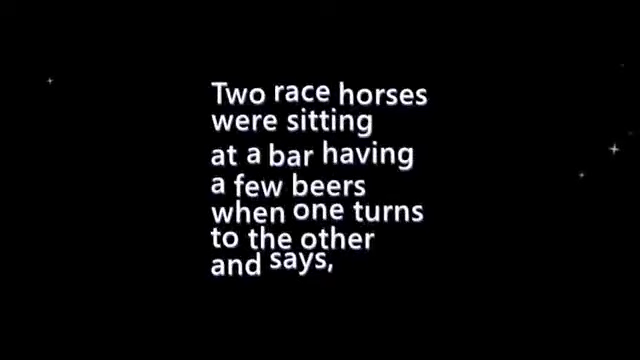 Two race horses
were sitting
at a bar having
a few beers
when one turns
to the other
and says,